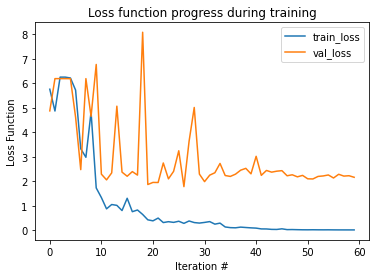 Loss function progress during training
train_loss
val_loss
Loss Function
8
7
6
5
4
3
2
1
0
0 10 20 30 40 50 60
Iteration #